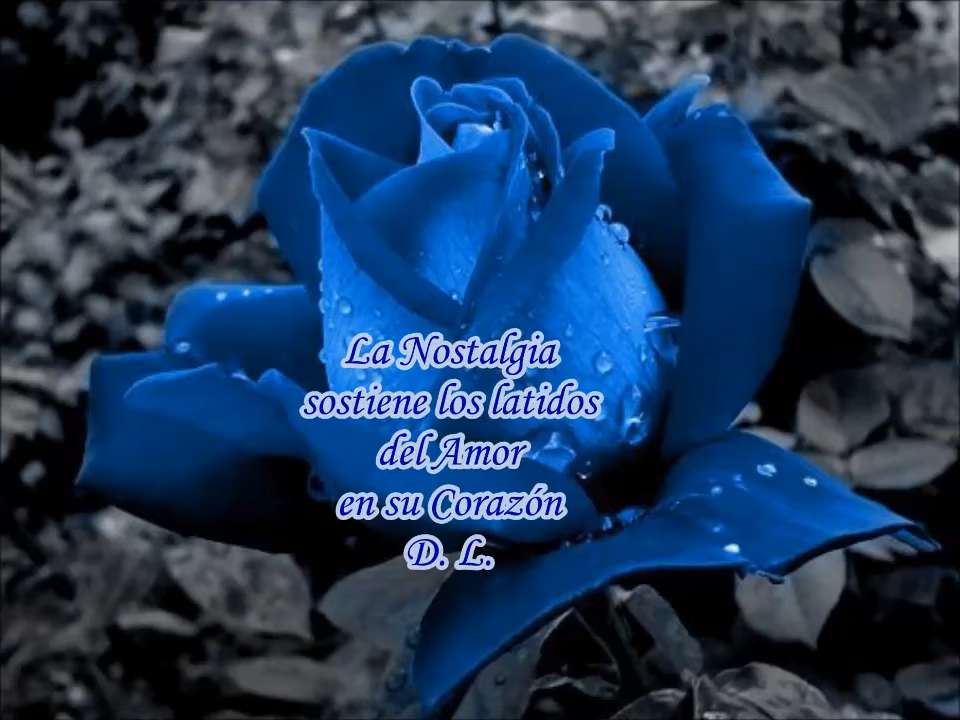 La Nostalgia
sostiene los latidos
del Amor
en su Corazón
D. L.